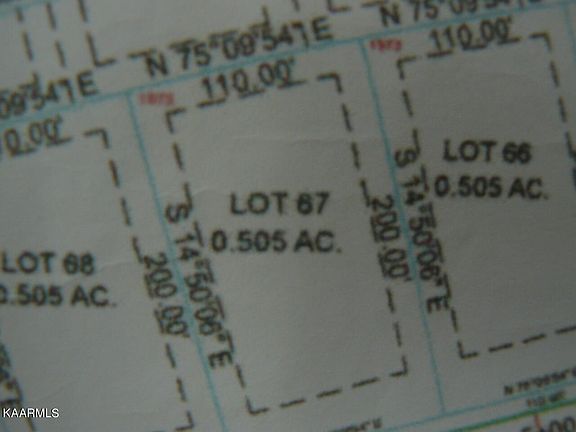 N 75°09'54" E
N 75°09'54" E
09'54" E
110.00'
110.00'
10.00'
1973
LOT 66
0.505 AC.
LOT 67
0.505 AC.
LOT 68
0.505 AC.
S 14°50'06" E
S 14°50'06" E
200.00'
200.00'
KAARMLS